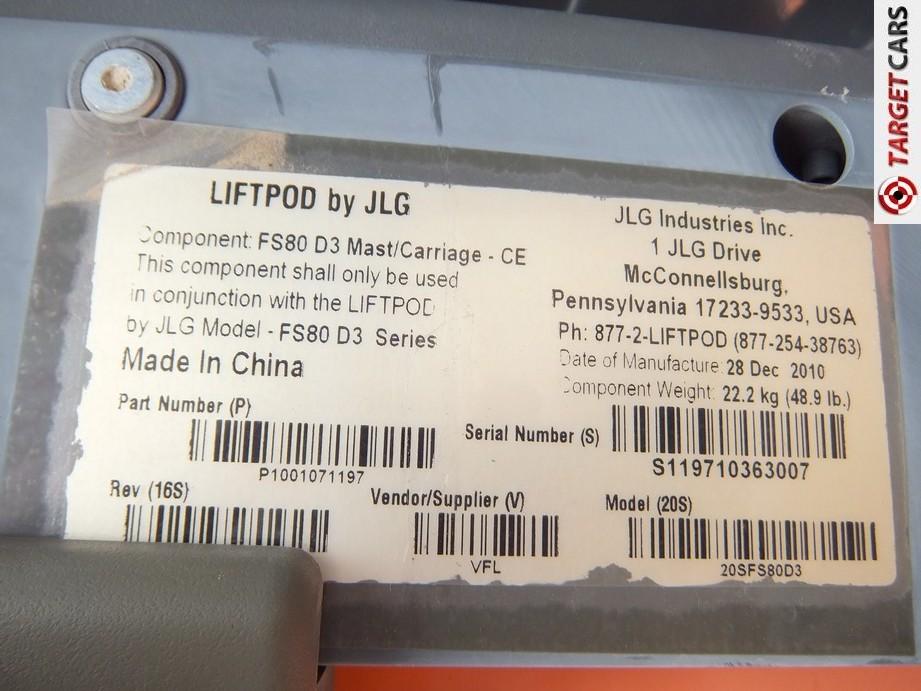 LIFTPOD by JLG
Component: FS80 D3 Mast/Carriage - CE
This component shall only be used
in conjunction with the LIFTPOD
by JLG Model - FS80 D3 Series
Made In China
JLG Industries Inc.
1 JLG Drive
McConnellsburg,
Pennsylvania 17233-9533, USA
Ph: 877-2-LIFTPOD (877-254-38763)
Date of Manufacture: 28 Dec 2010
Component Weight: 22.2 kg (48.9 lb.)
Part Number (P)
P1001071197
Serial Number (S)
S119710363007
Rev (16S)
Vendor/Supplier (V)
VFL
Model (20S)
20SFS80D3
TARGETCARS